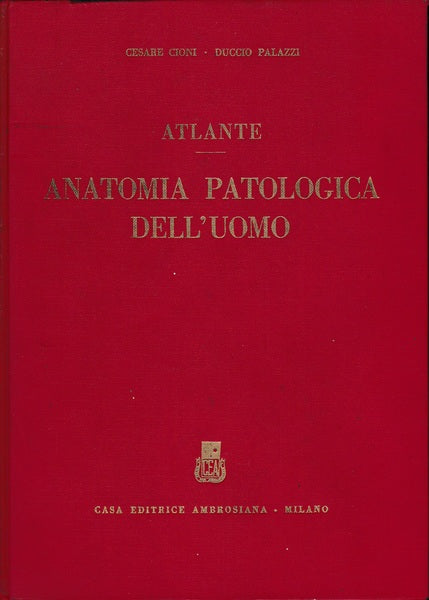 CESARE CIONI · DUCCIO PALAZZI
ATLANTE
ANATOMIA PATOLOGICA
DELL'UOMO
CEA
CASA EDITRICE AMBROSIANA - MILANO